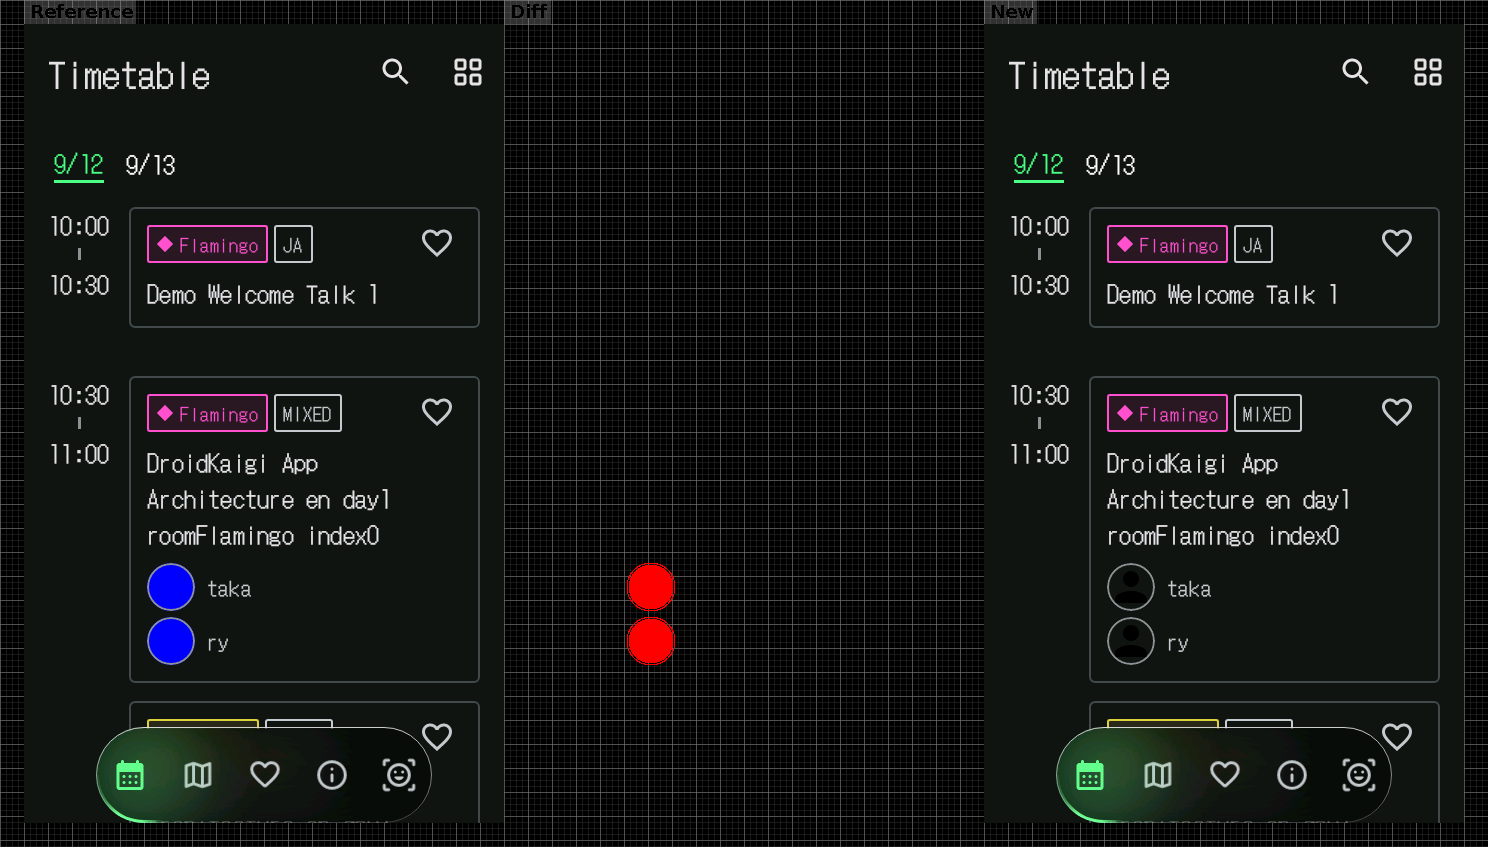 Reference
Diff
New
Timetable
9/12 9/13
10:00
10:30
Flamingo JA
Demo Welcome Talk 1
10:30
11:00
Flamingo MIXED
DroidKaigi App
Architecture en day1
roomFlamingo index0
taka
ry
Timetable
9/12 9/13
10:00
10:30
Flamingo JA
Demo Welcome Talk 1
10:30
11:00
Flamingo MIXED
DroidKaigi App
Architecture en day1
roomFlamingo index0
taka
ry